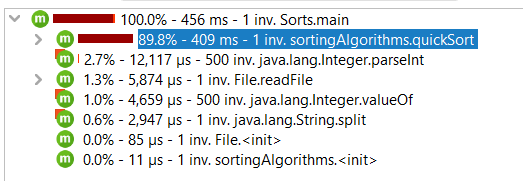 m 100.0% - 456 ms - 1 inv. Sorts.main
m 89.8% - 409 ms - 1 inv. sortingAlgorithms.quickSort
m 2.7% - 12,117 µs - 500 inv. java.lang.Integer.parseInt
m 1.3% - 5,874 µs - 1 inv. File.readFile
m 1.0% - 4,659 µs - 500 inv. java.lang.Integer.valueOf
m 0.6% - 2,947 µs - 1 inv. java.lang.String.split
m 0.0% - 85 µs - 1 inv. File.<init>
m 0.0% - 11 µs - 1 inv. sortingAlgorithms.<init>